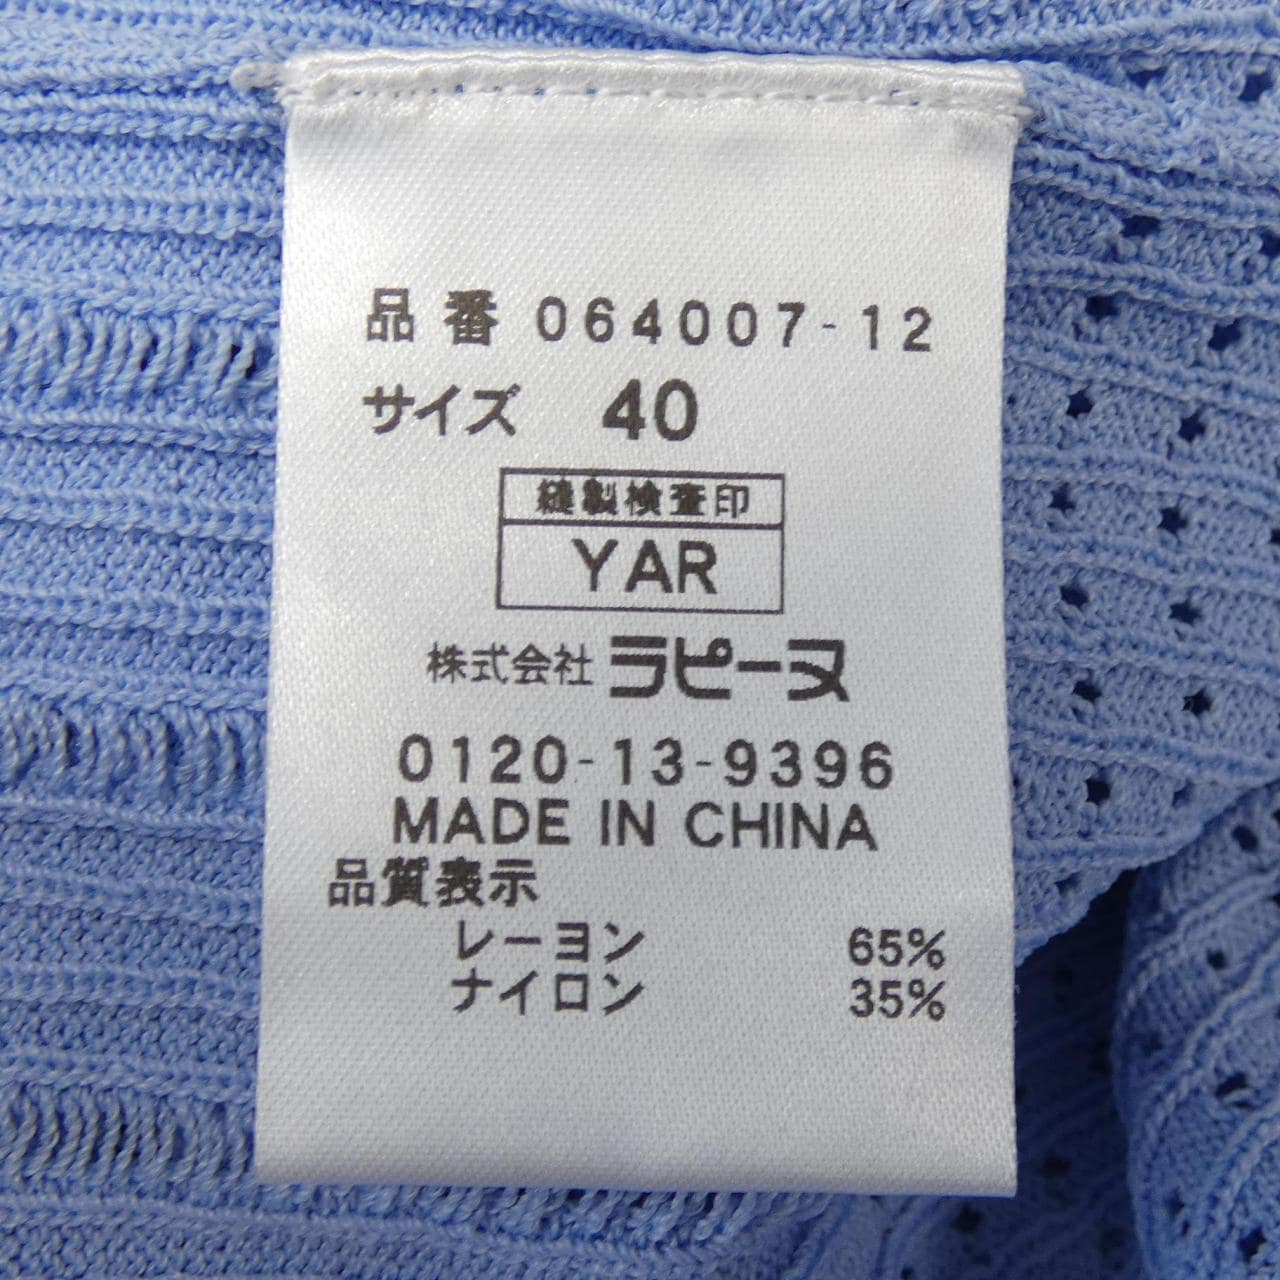 品番 064007-12
サイズ 40
縫製検査印
YAR
株式会社 ラピーヌ
0120-13-9396
MADE IN CHINA
品質表示
レーヨン 65%
ナイロン 35%